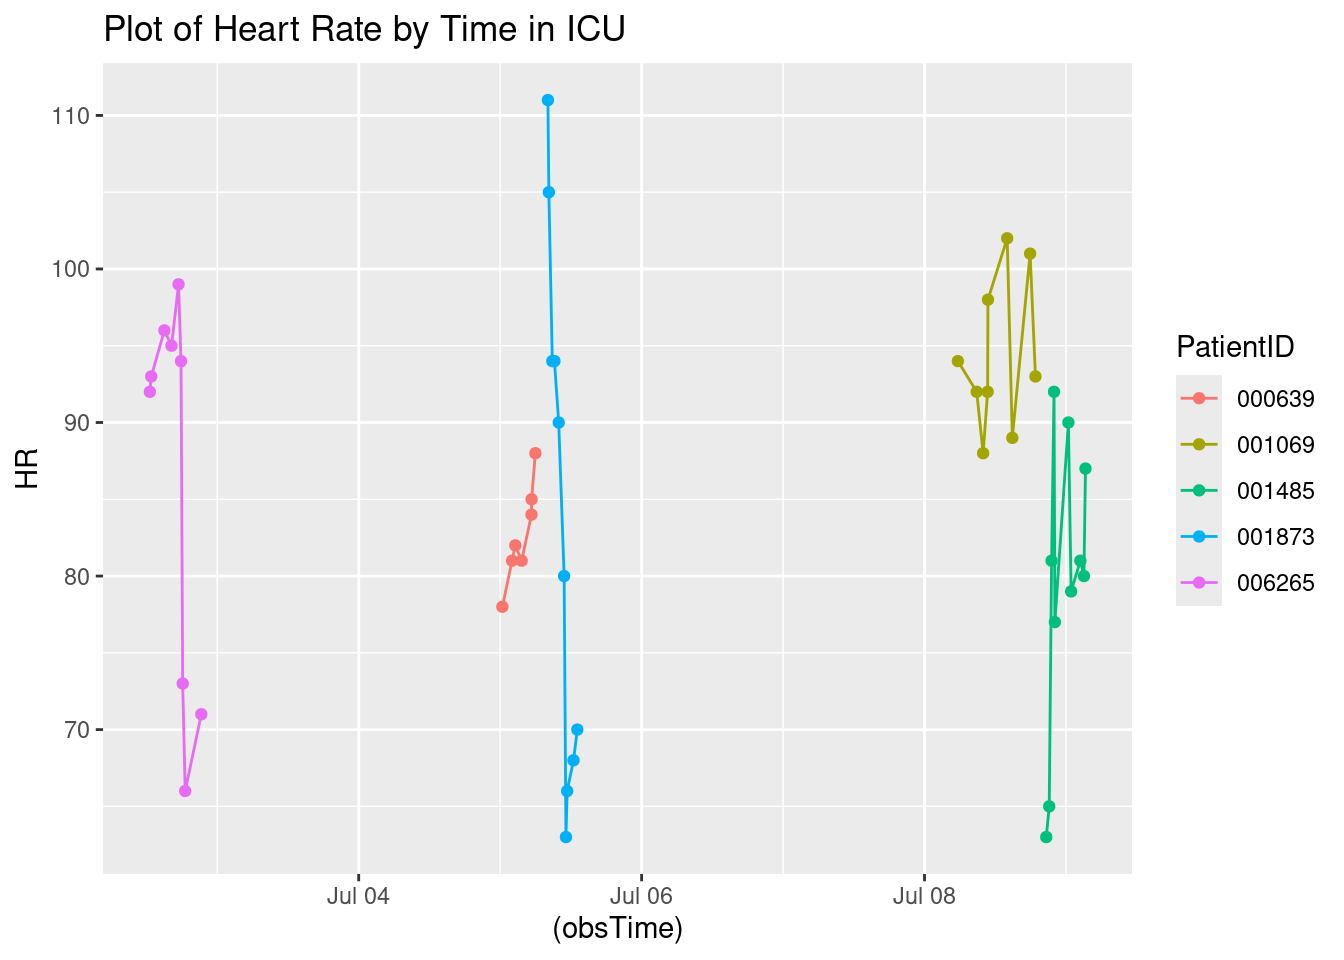 Plot of Heart Rate by Time in ICU
110
100
90
80
70
HR
Jul 04
Jul 06
Jul 08
(obsTime)
PatientID
000639
001069
001485
001873
006265